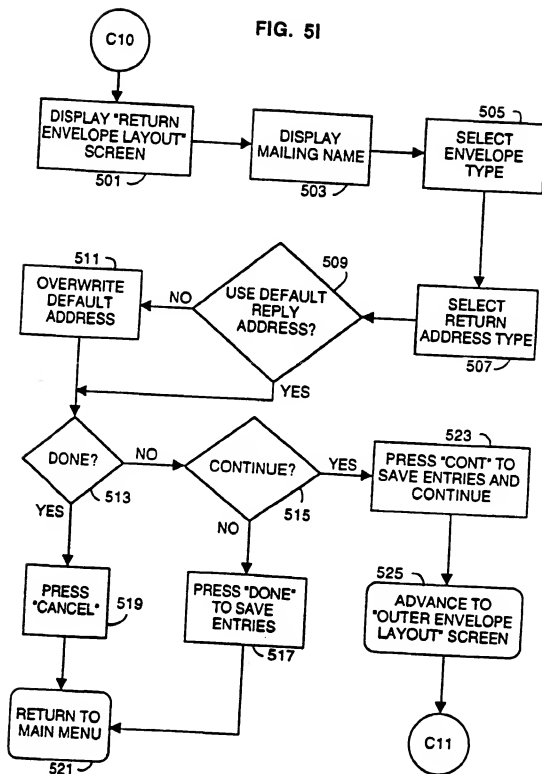 FIG. 5I
C10
DISPLAY "RETURN
ENVELOPE LAYOUT"
SCREEN
501
DISPLAY
MAILING NAME
503
505
SELECT
ENVELOPE
TYPE
511
OVERWRITE
DEFAULT
ADDRESS
NO
509
USE DEFAULT
REPLY
ADDRESS?
YES
SELECT
RETURN
ADDRESS TYPE
507
DONE?
NO
513
YES
CONTINUE?
YES
515
NO
523
PRESS "CONT" TO
SAVE ENTRIES AND
CONTINUE
PRESS
"CANCEL"
519
PRESS "DONE"
TO SAVE
ENTRIES
517
525
ADVANCE TO
"OUTER ENVELOPE
LAYOUT" SCREEN
RETURN TO
MAIN MENU
521
C11